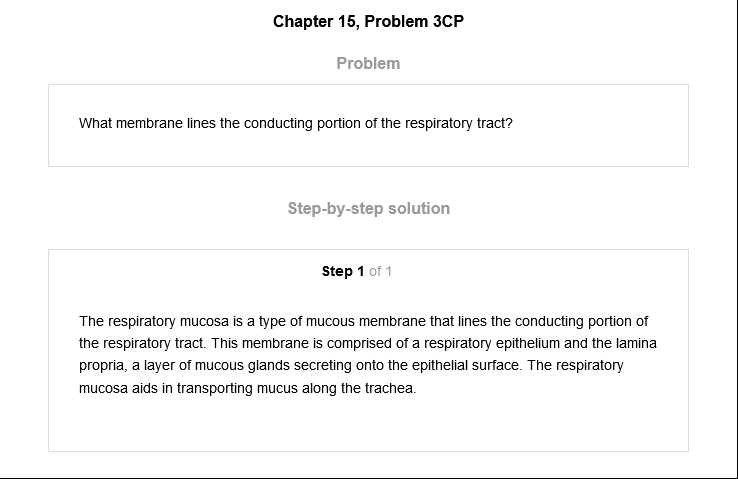 Chapter 15, Problem 3CP
Problem
What membrane lines the conducting portion of the respiratory tract?
Step-by-step solution
Step 1 of 1
The respiratory mucosa is a type of mucous membrane that lines the conducting portion of
the respiratory tract. This membrane is comprised of a respiratory epithelium and the lamina
propria, a layer of mucous glands secreting onto the epithelial surface. The respiratory
mucosa aids in transporting mucus along the trachea.